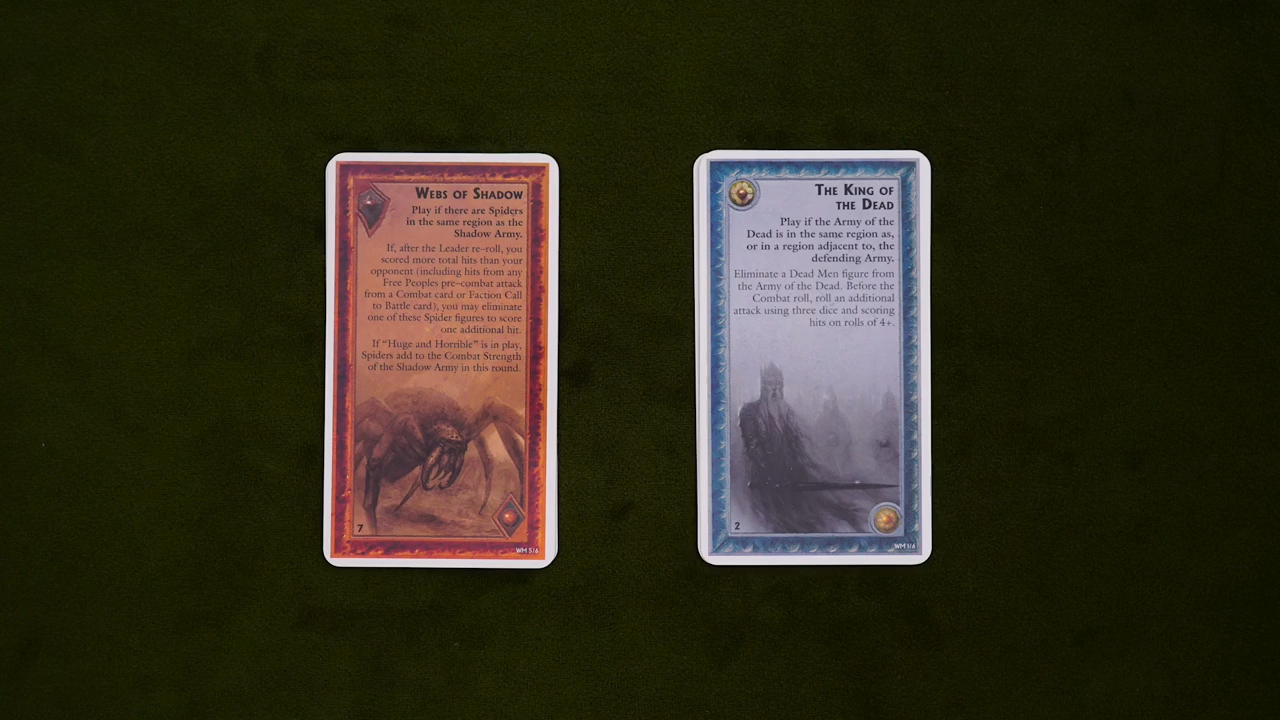 WEBS OF SHADOW
Play if there are Spiders
in the same region as the
Shadow Army.
If, after the Leader re-roll, you
scored more total hits than your
opponent (including hits from any
Free Peoples pre-combat attack
from a Combat card or Faction Call
to Battle card), you may eliminate
one of these Spider figures to score
one additional hit.
If “Huge and Horrible” is in play,
Spiders add to the Combat Strength
of the Shadow Army in this round.
7
WM 5/6
THE KING OF
THE DEAD
Play if the Army of the
Dead is in the same region as,
or in a region adjacent to, the
defending Army.
Eliminate a Dead Men figure from
the Army of the Dead. Before the
Combat roll, roll an additional
attack using three dice and scoring
hits on rolls of 4+.
2